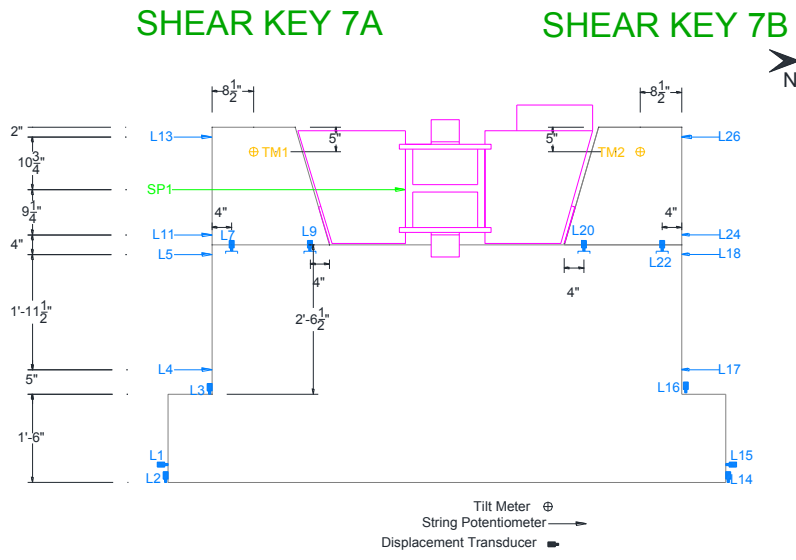 SHEAR KEY 7A
SHEAR KEY 7B
N
8 1/2"
8 1/2"
2"
L13
5"
5"
L26
TM1
TM2
10 3/4"
SP1
9 1/4"
4"
4"
L11
L7
L9
L20
L24
4"
L5
L22
L18
4"
4"
1'-11 1/2"
2'-6 1/2"
L4
L17
5"
L3
L16
1'-6"
L1
L15
L2
L14
Tilt Meter
String Potentiometer
Displacement Transducer